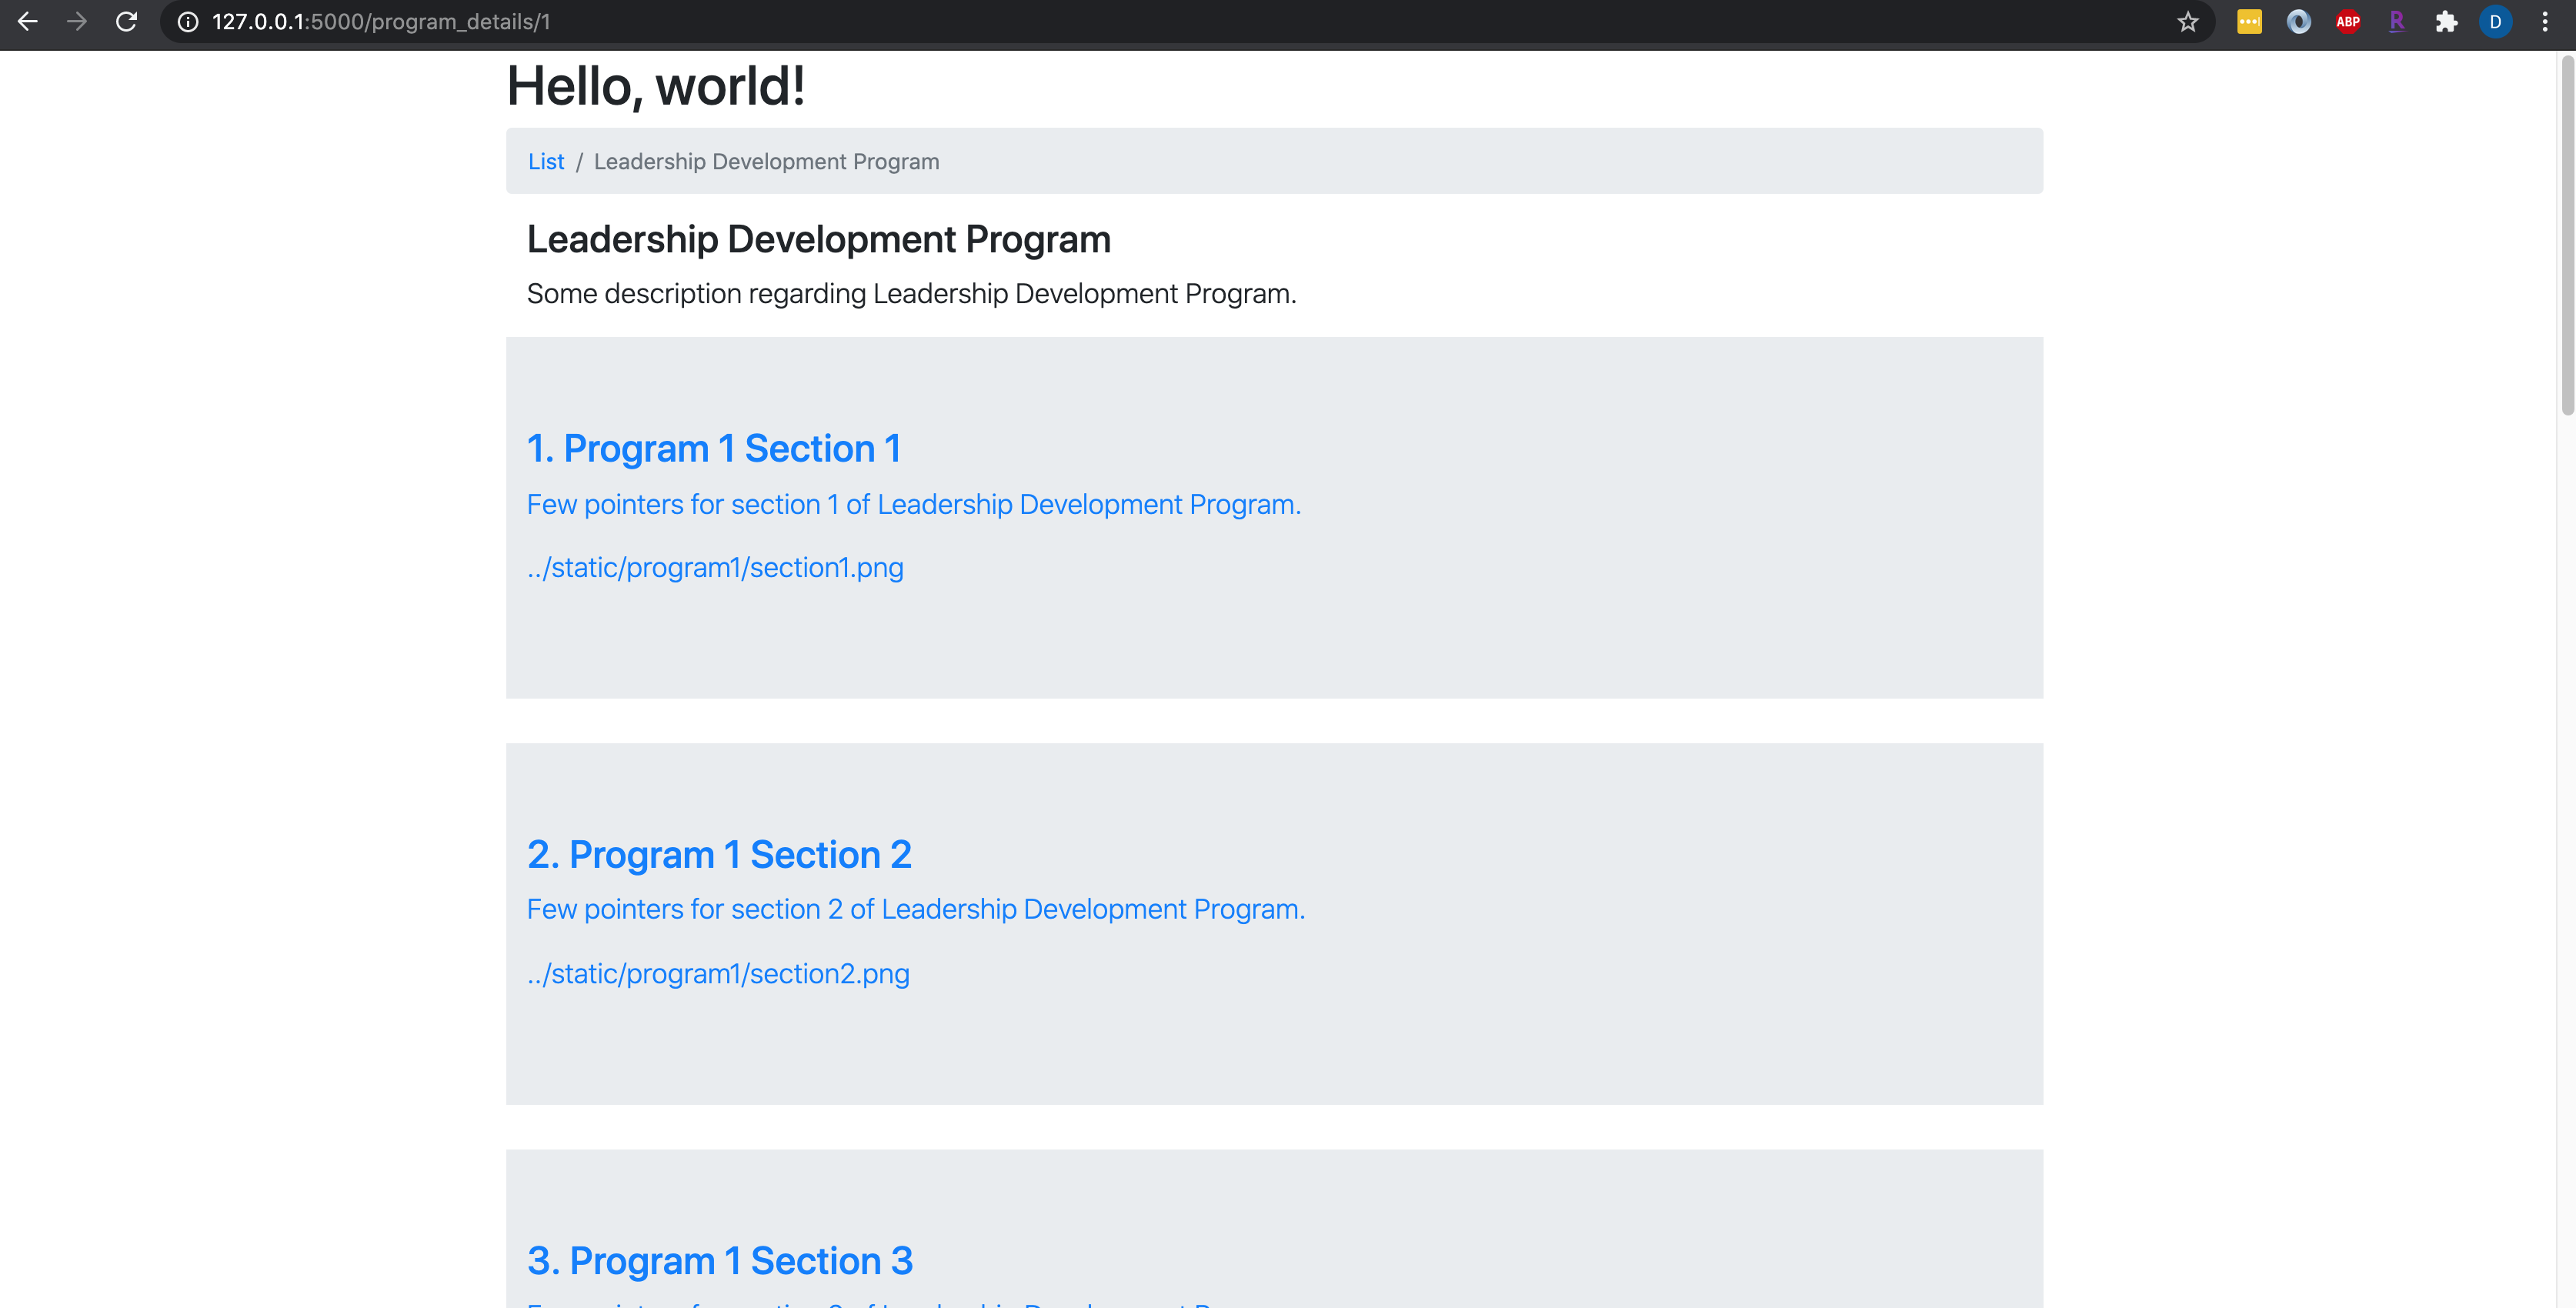 127.0.0.1:5000/program_details/1
ABP
R
D
Hello, world!
List / Leadership Development Program
Leadership Development Program
Some description regarding Leadership Development Program.
1. Program 1 Section 1
Few pointers for section 1 of Leadership Development Program.
../static/program1/section1.png
2. Program 1 Section 2
Few pointers for section 2 of Leadership Development Program.
../static/program1/section2.png
3. Program 1 Section 3